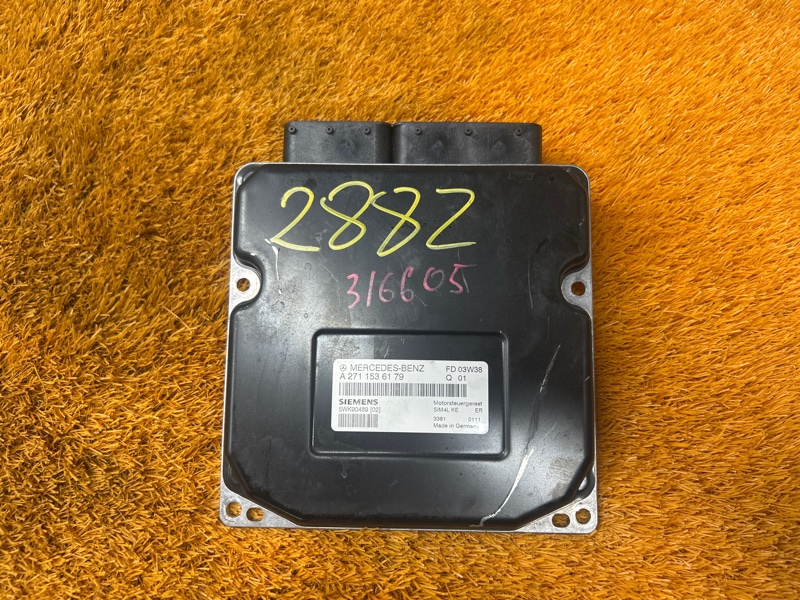 2882
316605
MERCEDES-BENZ FD 03W38
A 271 153 61 79 Q 01
SIEMENS Motorsteuergeraet
5WK90489 [02] SIM4L KE ER
3361 0111
Made in Germany